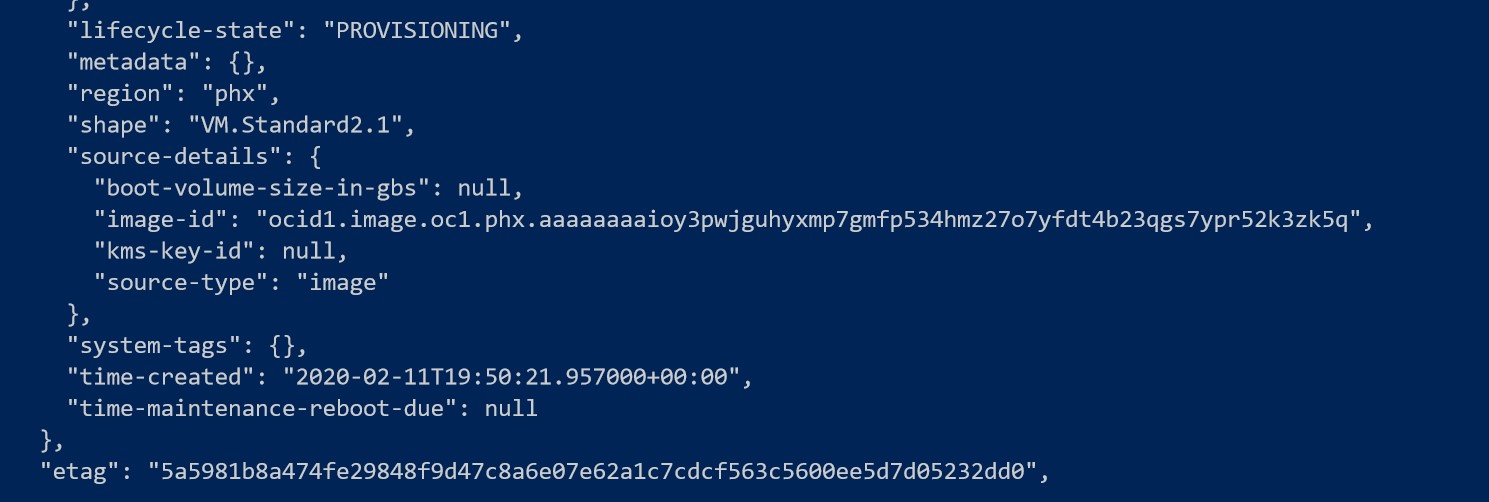 },
"lifecycle-state": "PROVISIONING",
"metadata": {},
"region": "phx",
"shape": "VM.Standard2.1",
"source-details": {
"boot-volume-size-in-gbs": null,
"image-id": "ocid1.image.oc1.phx.aaaaaaaaioy3pwjguhyxmp7gmfp534hmz27o7yfdt4b23qgs7ypr52k3zk5q",
"kms-key-id": null,
"source-type": "image"
},
"system-tags": {},
"time-created": "2020-02-11T19:50:21.957000+00:00",
"time-maintenance-reboot-due": null
},
"etag": "5a5981b8a474fe29848f9d47c8a6e07e62a1c7cdcf563c5600ee5d7d05232dd0",